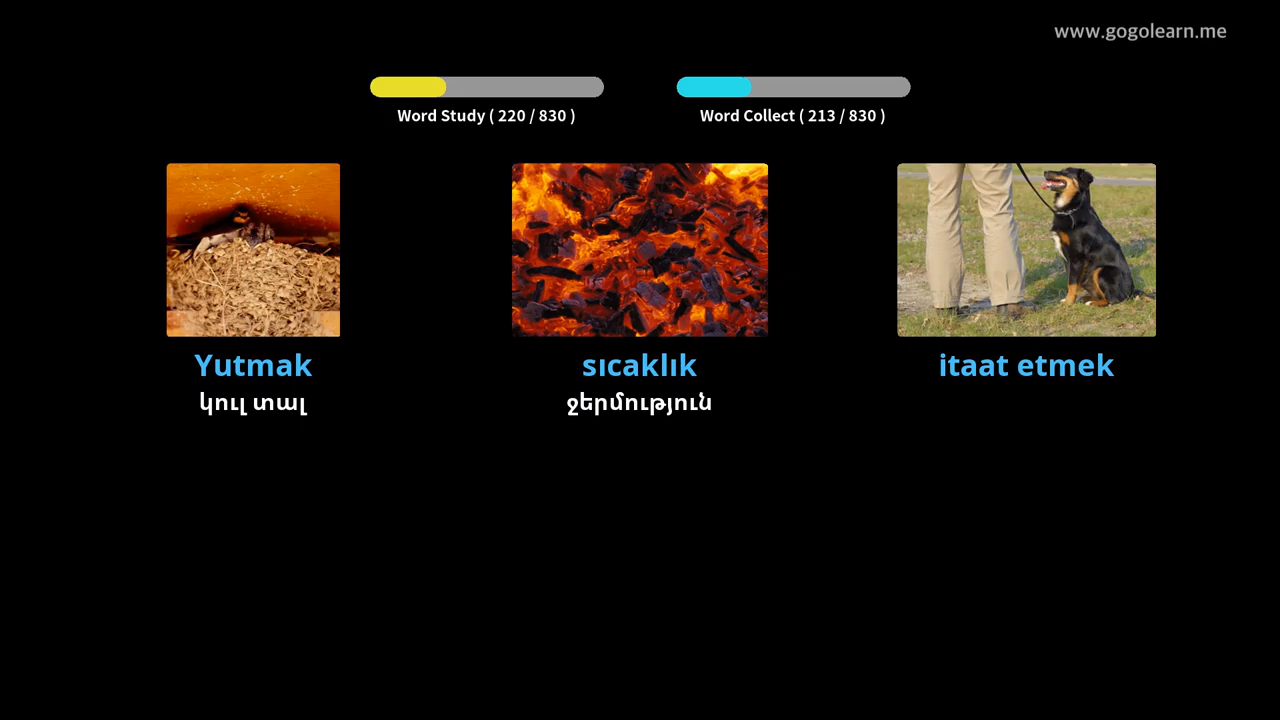 www.gogolearn.me
Word Study ( 220 / 830 )
Word Collect ( 213 / 830 )
Yutmak
կուլ տալ
sıcaklık
ջերմություն
itaat etmek